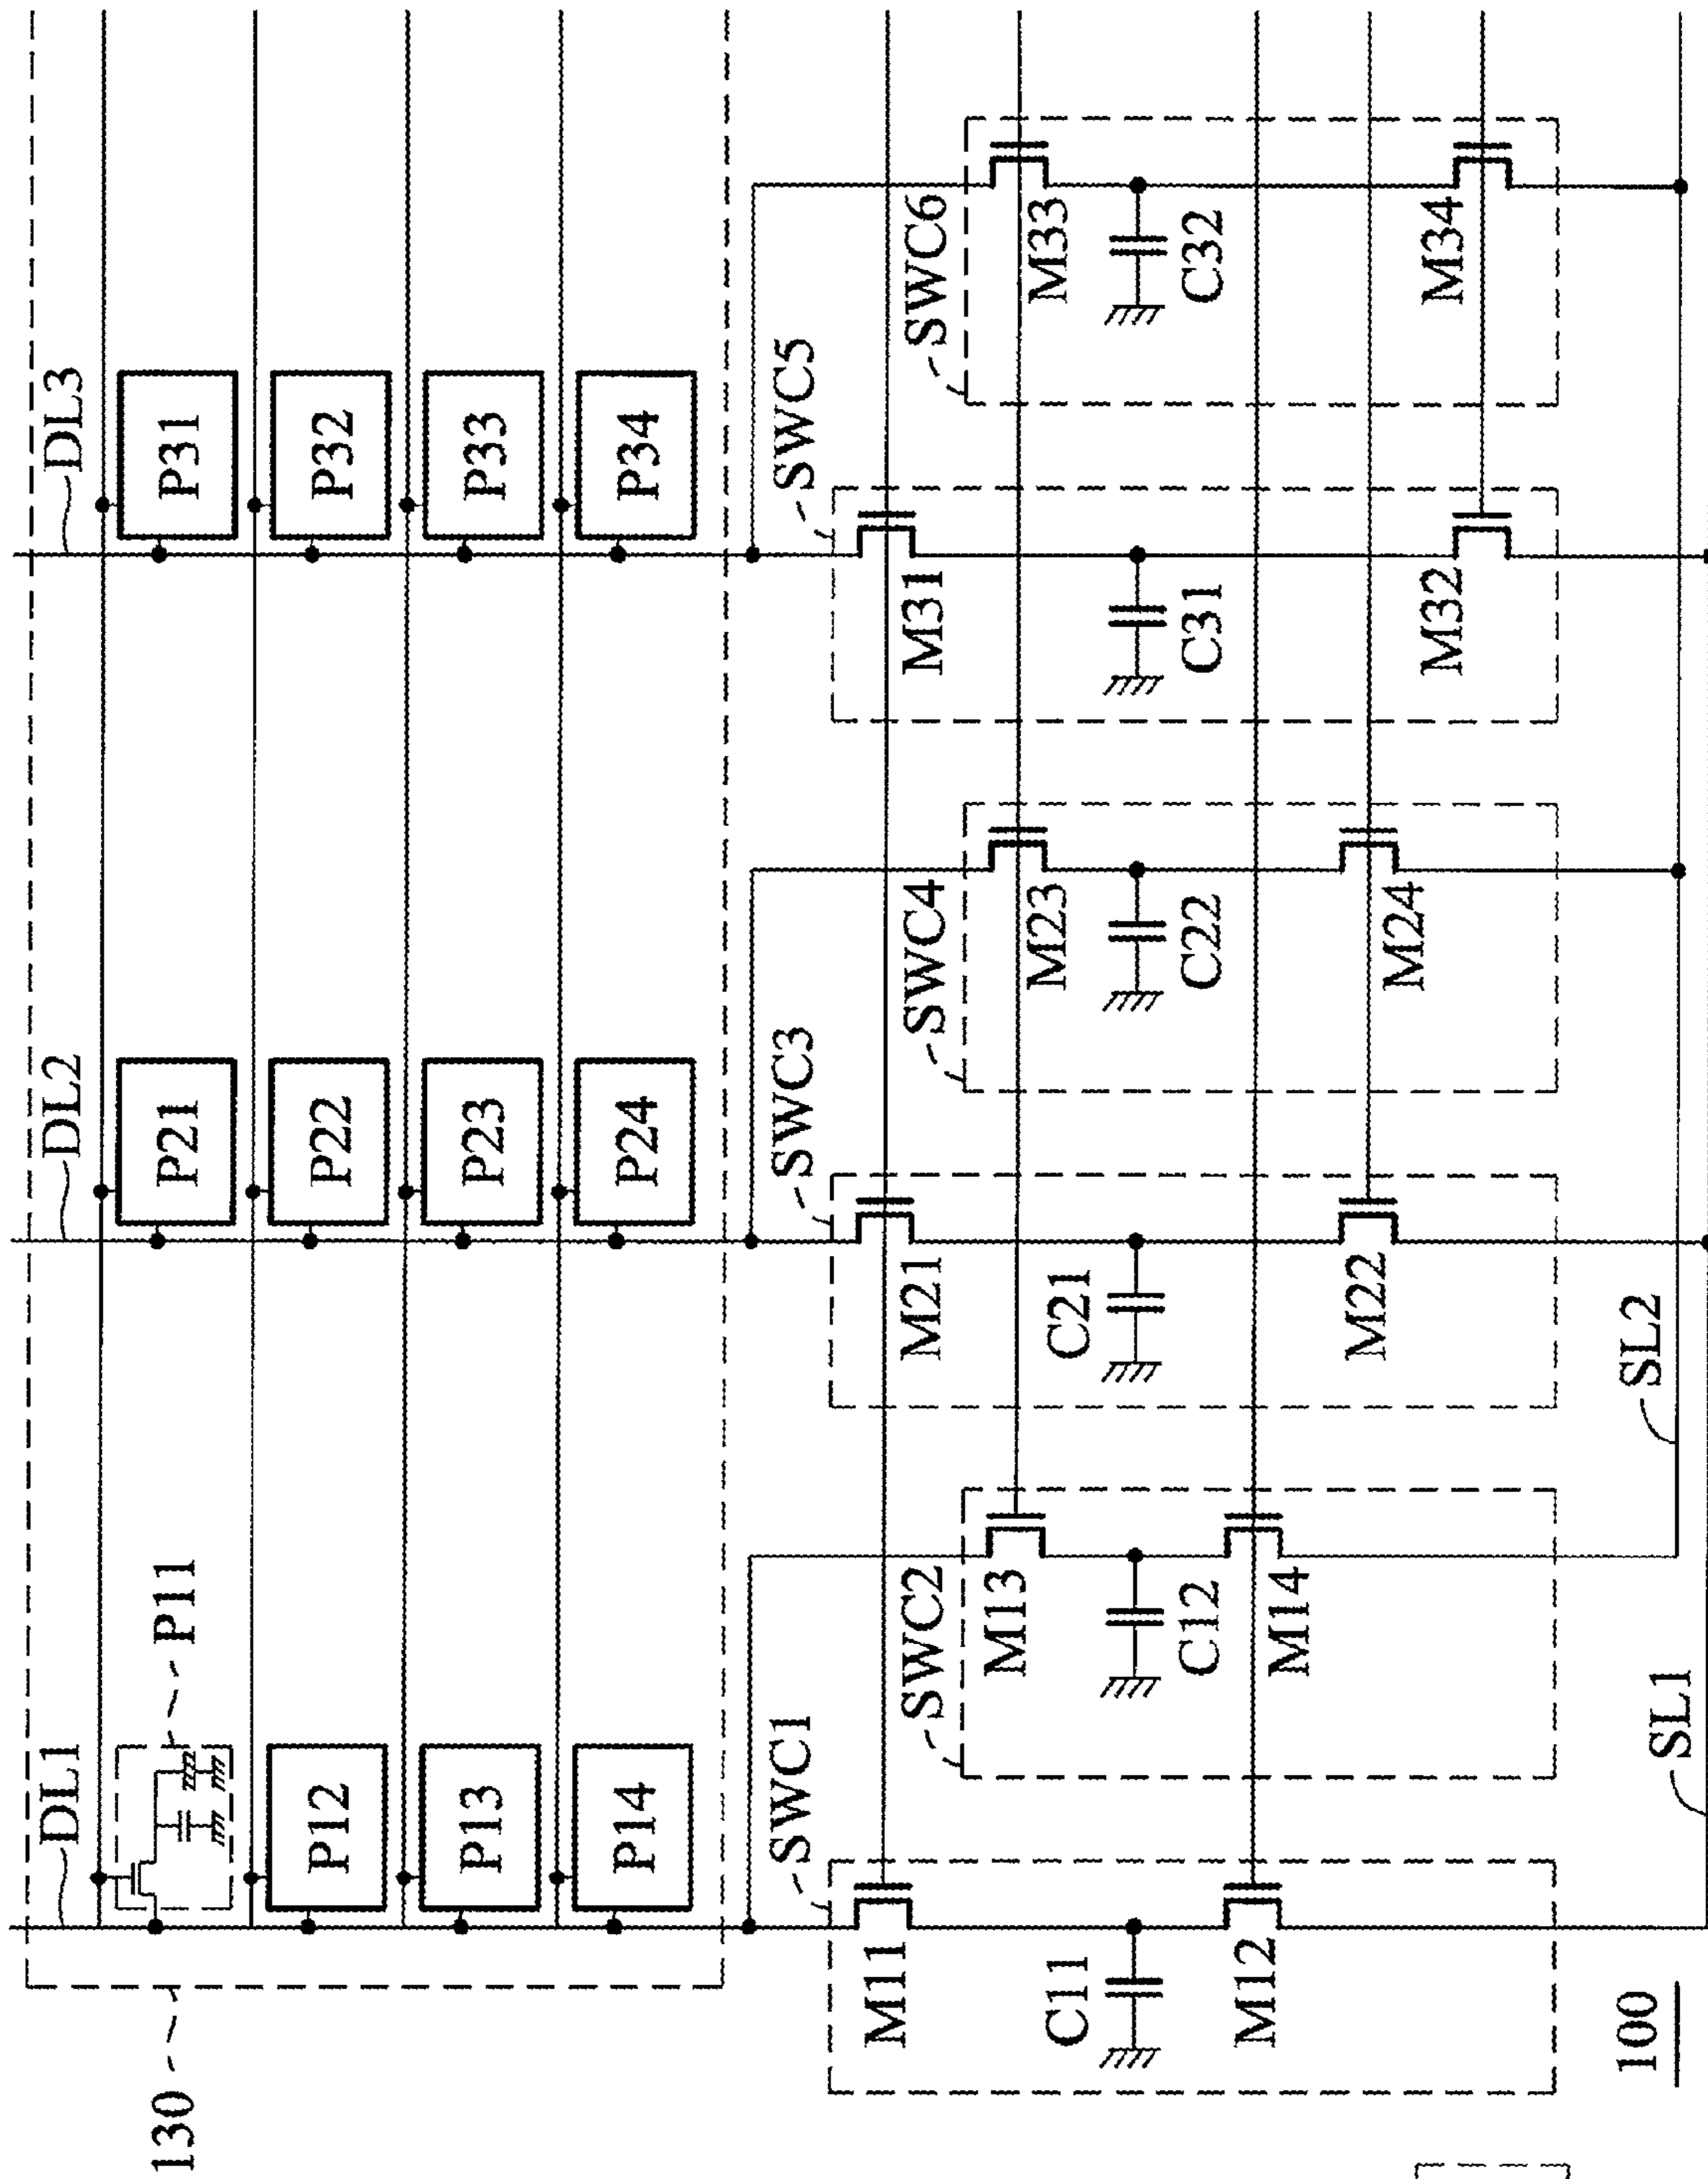 DL1
DL2
DL3
130
P11
P21
P31
P12
P22
P32
P13
P23
P33
P14
P24
P34
SWC1
SWC3
SWC5
SWC2
SWC4
SWC6
M11
M21
M31
M13
M23
M33
C11
C12
C21
C22
C31
C32
M12
M14
M22
M24
M32
M34
SL2
SL1
100